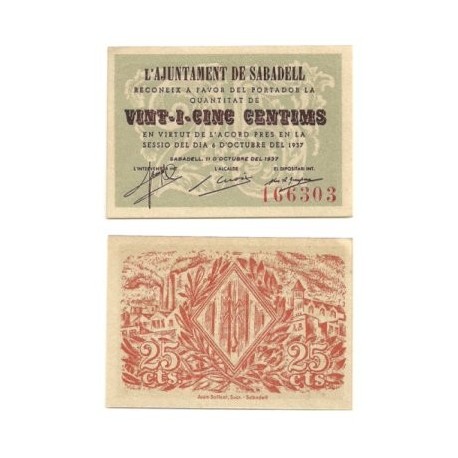 L'AJUNTAMENT DE SABADELL
RECONEIX A FAVOR DEL PORTADOR LA
QUANTITAT DE
VINT-I-CINC CENTIMS
EN VIRTUT DE L'ACORD PRES EN LA
SESSIO DEL DIA 6 D'OCTUBRE DEL 1937
SABADELL, 11 D'OCTUBRE DEL 1937
L'INTERVENTOR INT. L'ALCALDE EL DIPOSITARI INT.
166303
25 25
cts. cts.
Sabadell